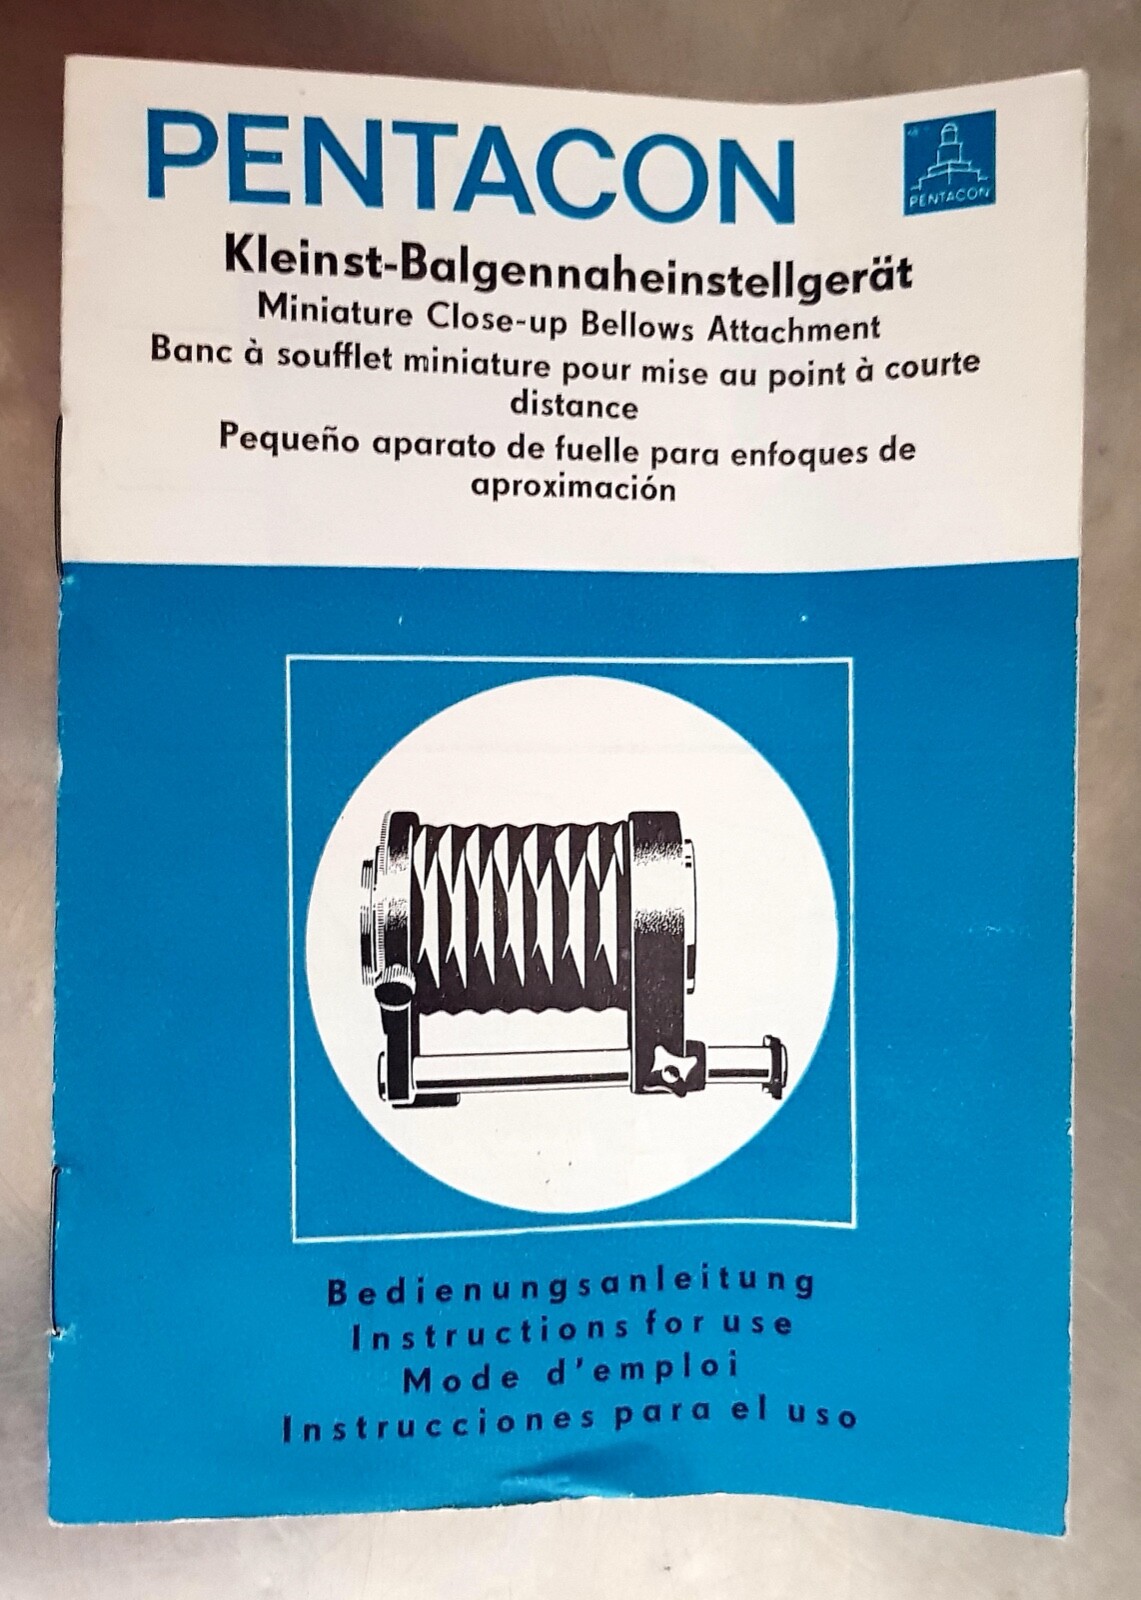 PENTACON
PENTACON
Kleinst-Balgennaheinstellgerät
Miniature Close-up Bellows Attachment
Banc à soufflet miniature pour mise au point à courte
distance
Pequeño aparato de fuelle para enfoques de
aproximación
Bedienungsanleitung
Instructions for use
Mode d'emploi
Instrucciones para el uso